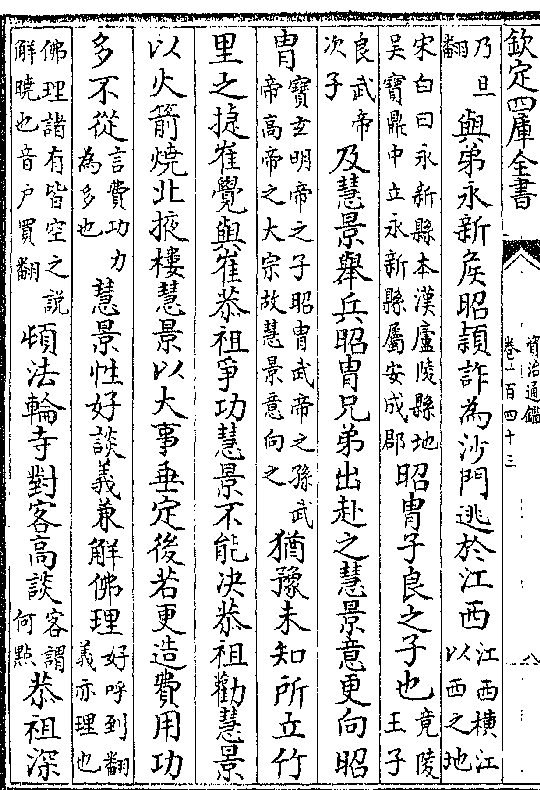 欽定四庫全書
資治通鑑
卷一百四十三
八
乃旦翻與弟永新侯昭頴詐為沙門逃於江西江西橫江以西之地
宋白曰永新縣本漢廬陵縣地吳寶鼎中立永新縣屬安成郡昭胄子良之子也竟陵王子
良武帝次子及慧景舉兵昭胄兄弟出赴之慧景意更向昭
胄寶玄明帝之子昭胄武帝之孫武帝高帝之大宗故慧景意向之猶豫未知所立竹
里之捷崔覺與崔恭祖爭功慧景不能決恭祖勸慧景
以火箭燒北掖樓慧景以大事垂定後若更造費用功
多不從言費功力為多也慧景性好談義兼解佛理好呼到翻義亦理也
佛理諸有皆空之說解曉也音戶買翻頓法輪寺對客高談客謂何點恭祖深